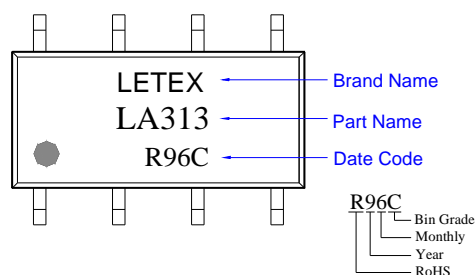 LETEX
Brand Name
LA313
Part Name
R96C
Date Code
R96C
Bin Grade
Monthly
Year
RoHS